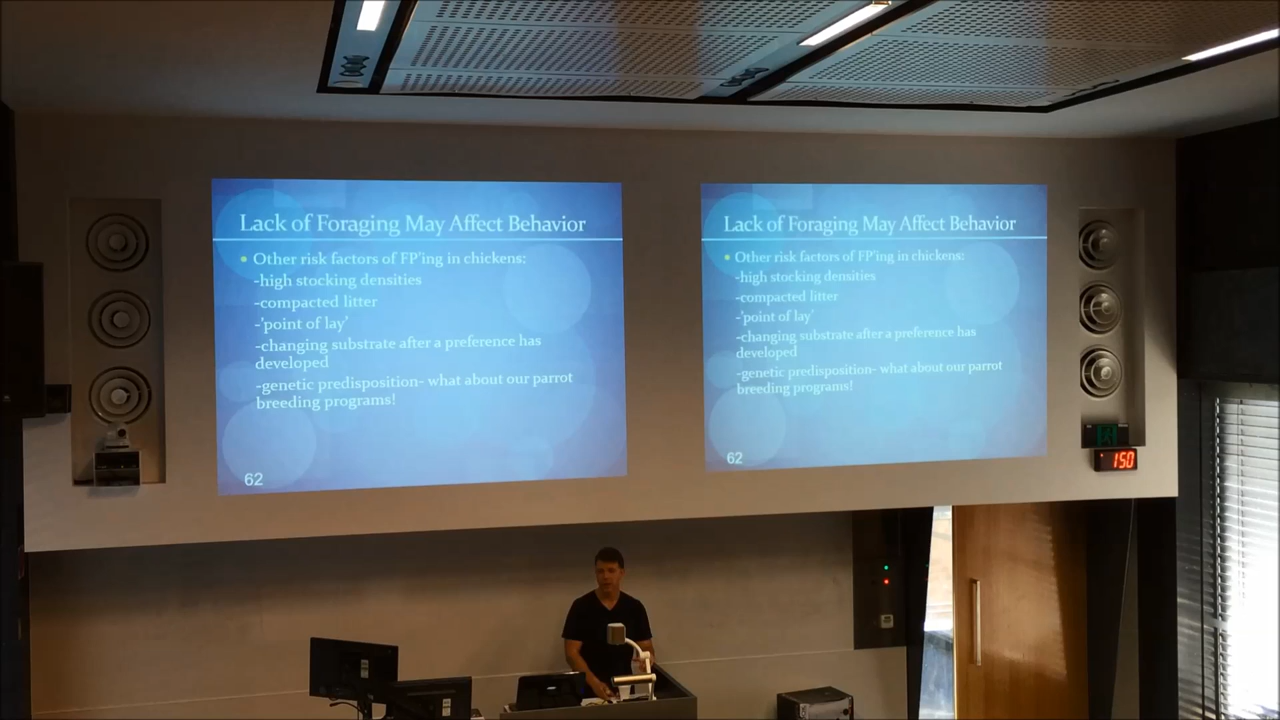 Lack of Foraging May Affect Behavior
• Other risk factors of FP'ing in chickens:
-high stocking densities
-compacted litter
-'point of lay'
-changing substrate after a preference has
developed
-genetic predisposition- what about our parrot
breeding programs!
62
Lack of Foraging May Affect Behavior
• Other risk factors of FP'ing in chickens:
-high stocking densities
-compacted litter
-'point of lay'
-changing substrate after a preference has
developed
-genetic predisposition- what about our parrot
breeding programs!
62
150